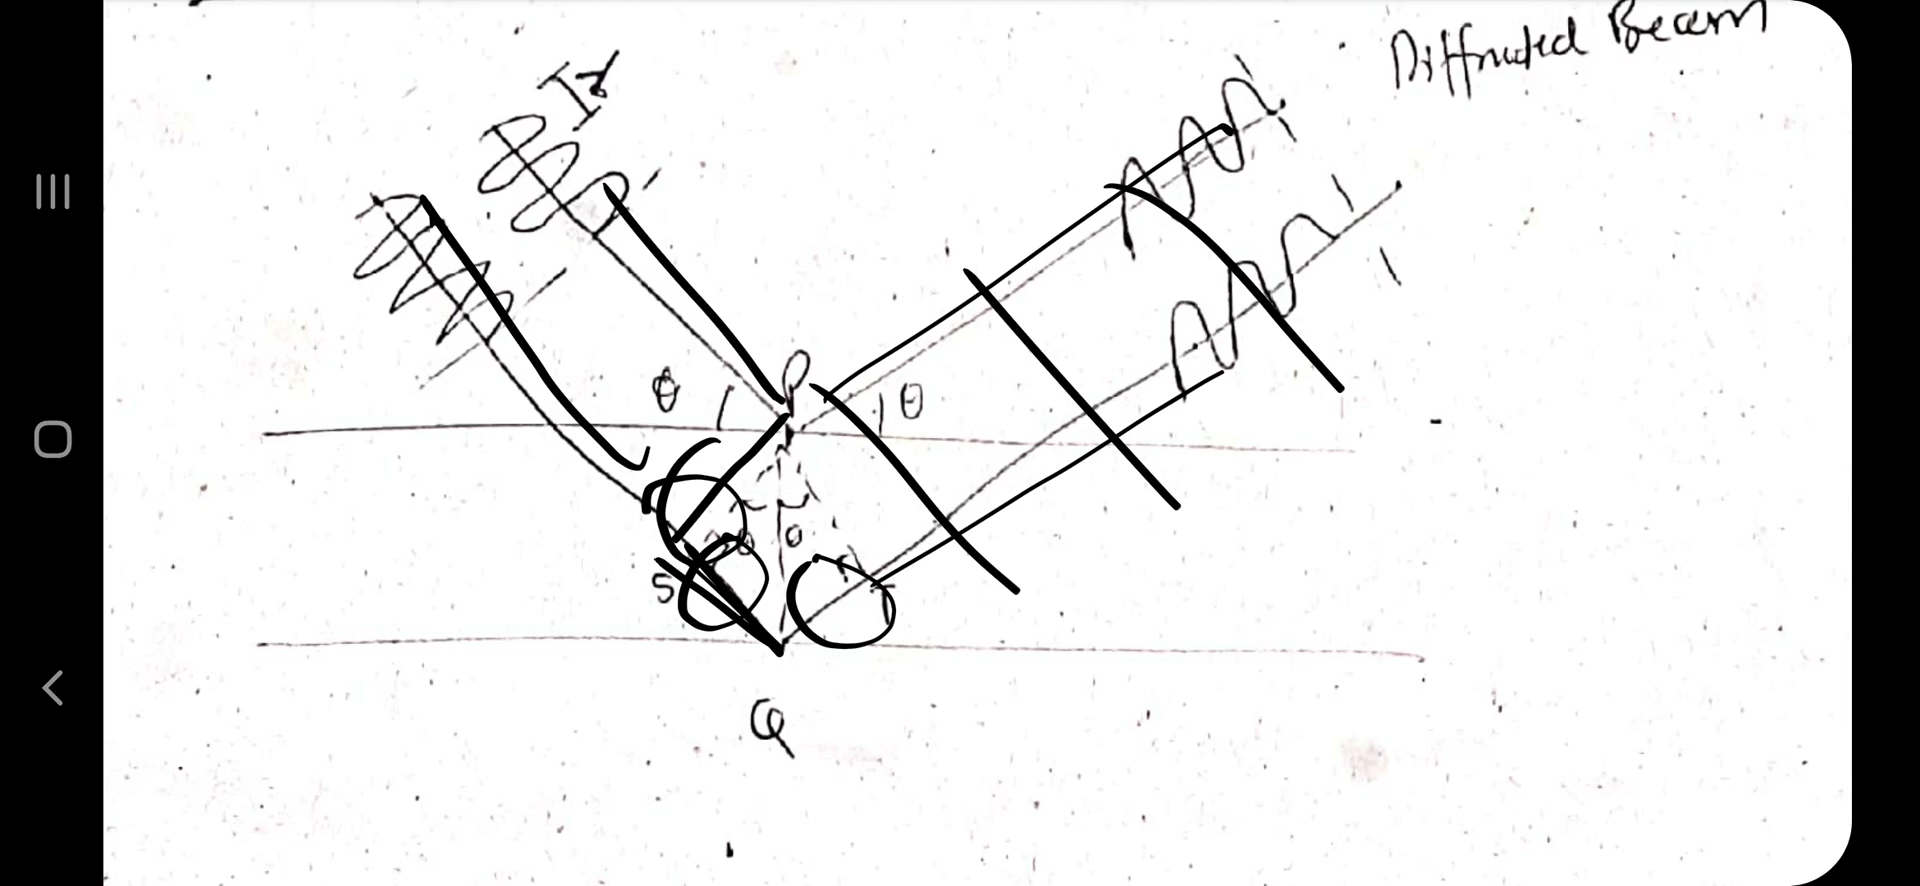 Diffracted Beam
P
θ
θ
θ
S
T
Q